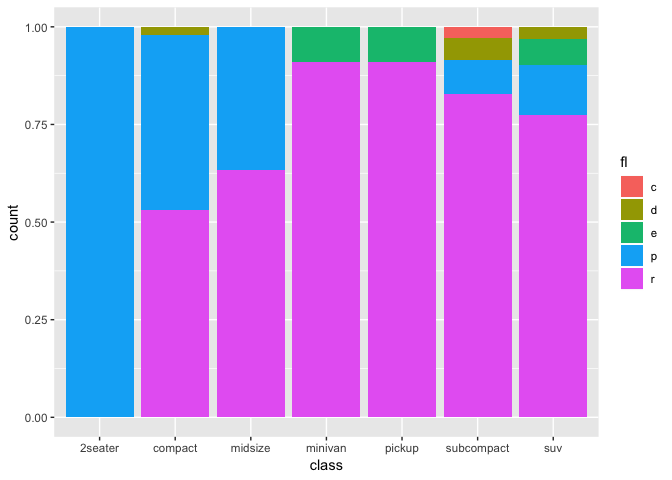 1.00
0.75
0.50
0.25
0.00
count
2seater compact midsize minivan pickup subcompact suv
class
fl
c
d
e
p
r